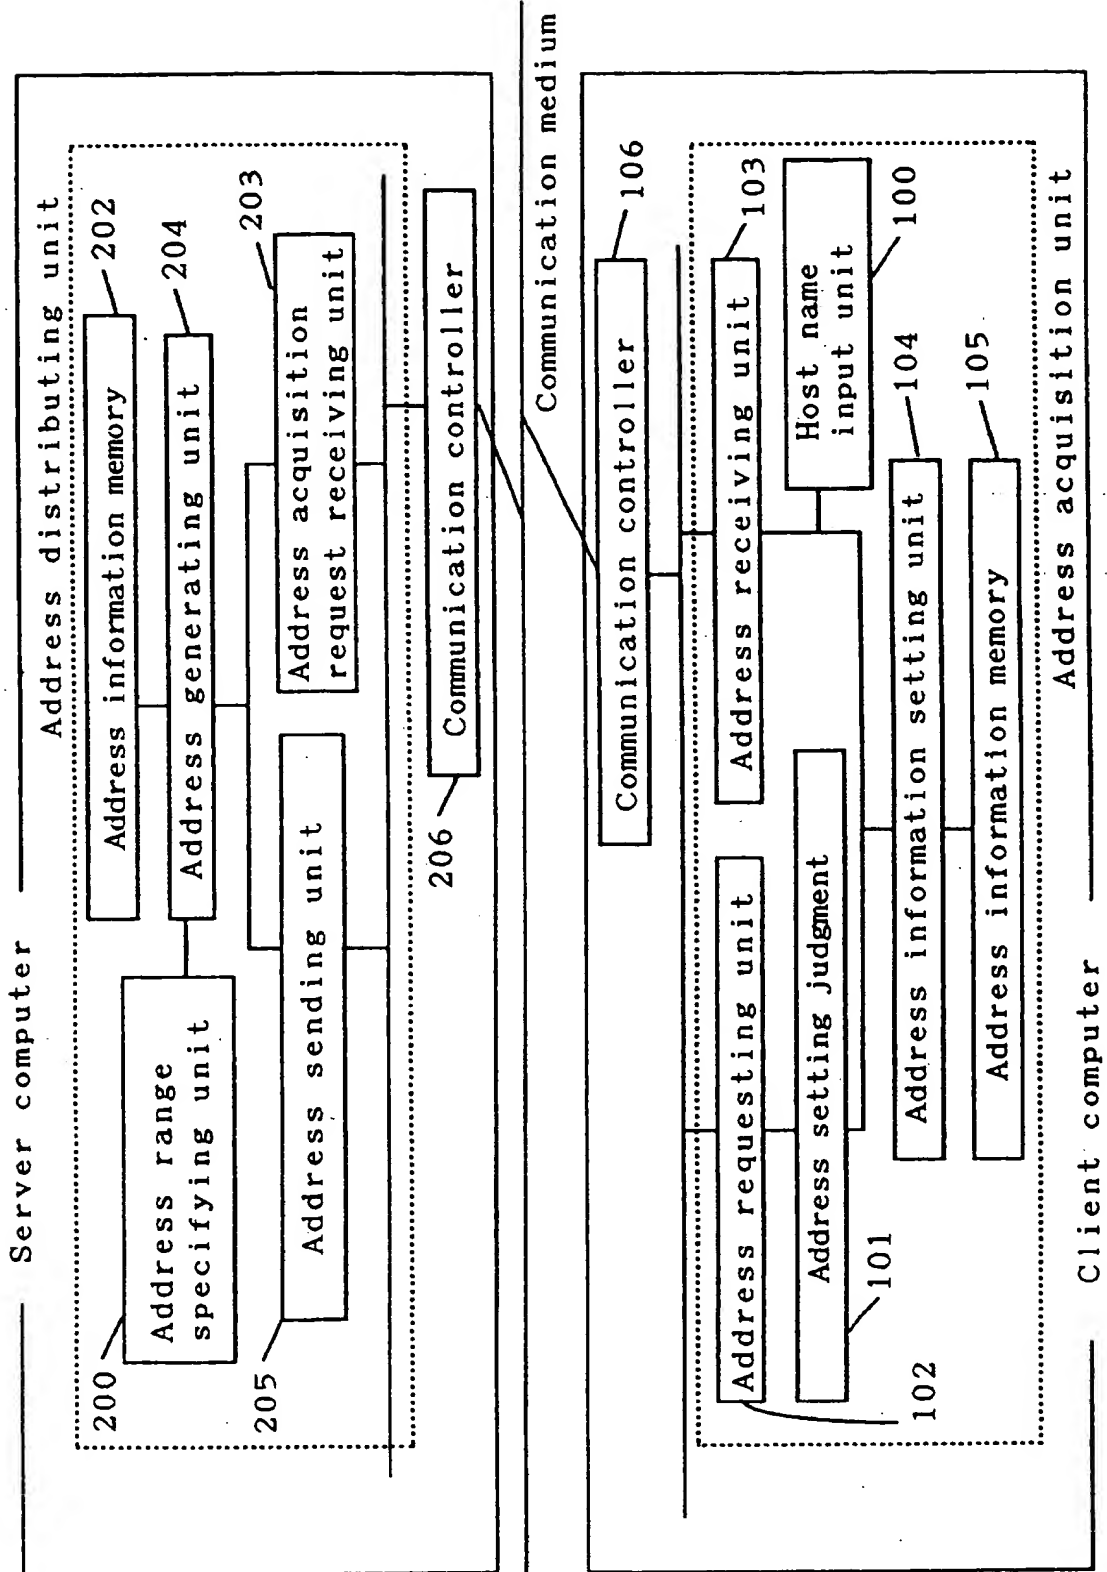 Server computer
Address distributing unit
200
Address range
specifying unit
Address information memory
202
Address generating unit
204
205
Address sending unit
Address acquisition
request receiving unit
203
206
Communication controller
Communication medium
Communication controller
106
Address requesting unit
102
Address receiving unit
103
Address setting judgment
101
Host name
input unit
100
Address information setting unit
104
Address information memory
105
Client computer
Address acquisition unit